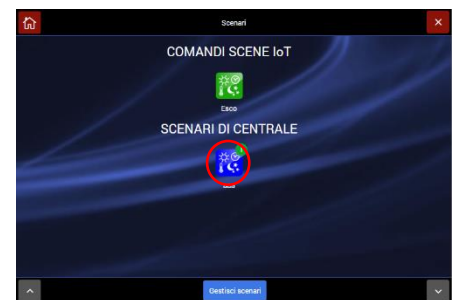 Scenari
COMANDI SCENE IoT
Esco
SCENARI DI CENTRALE
Gestisci scenari